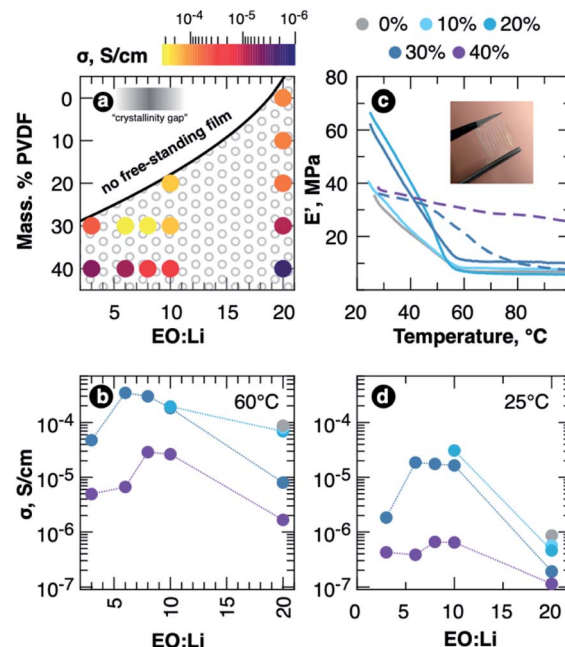 10⁻⁴ 10⁻⁵ 10⁻⁶
σ, S/cm
0% 10% 20%
30% 40%
a
"crystallinity gap"
no free-standing film
Mass. % PVDF
0
10
20
30
40
5 10 15 20
EO:Li
c
E', MPa
80
60
40
20
20 40 60 80
Temperature, °C
b
60°C
σ, S/cm
10⁻⁴
10⁻⁵
10⁻⁶
10⁻⁷
5 10 15 20
EO:Li
d
25°C
σ, S/cm
10⁻⁴
10⁻⁵
10⁻⁶
10⁻⁷
0 5 10 15 20
EO:Li